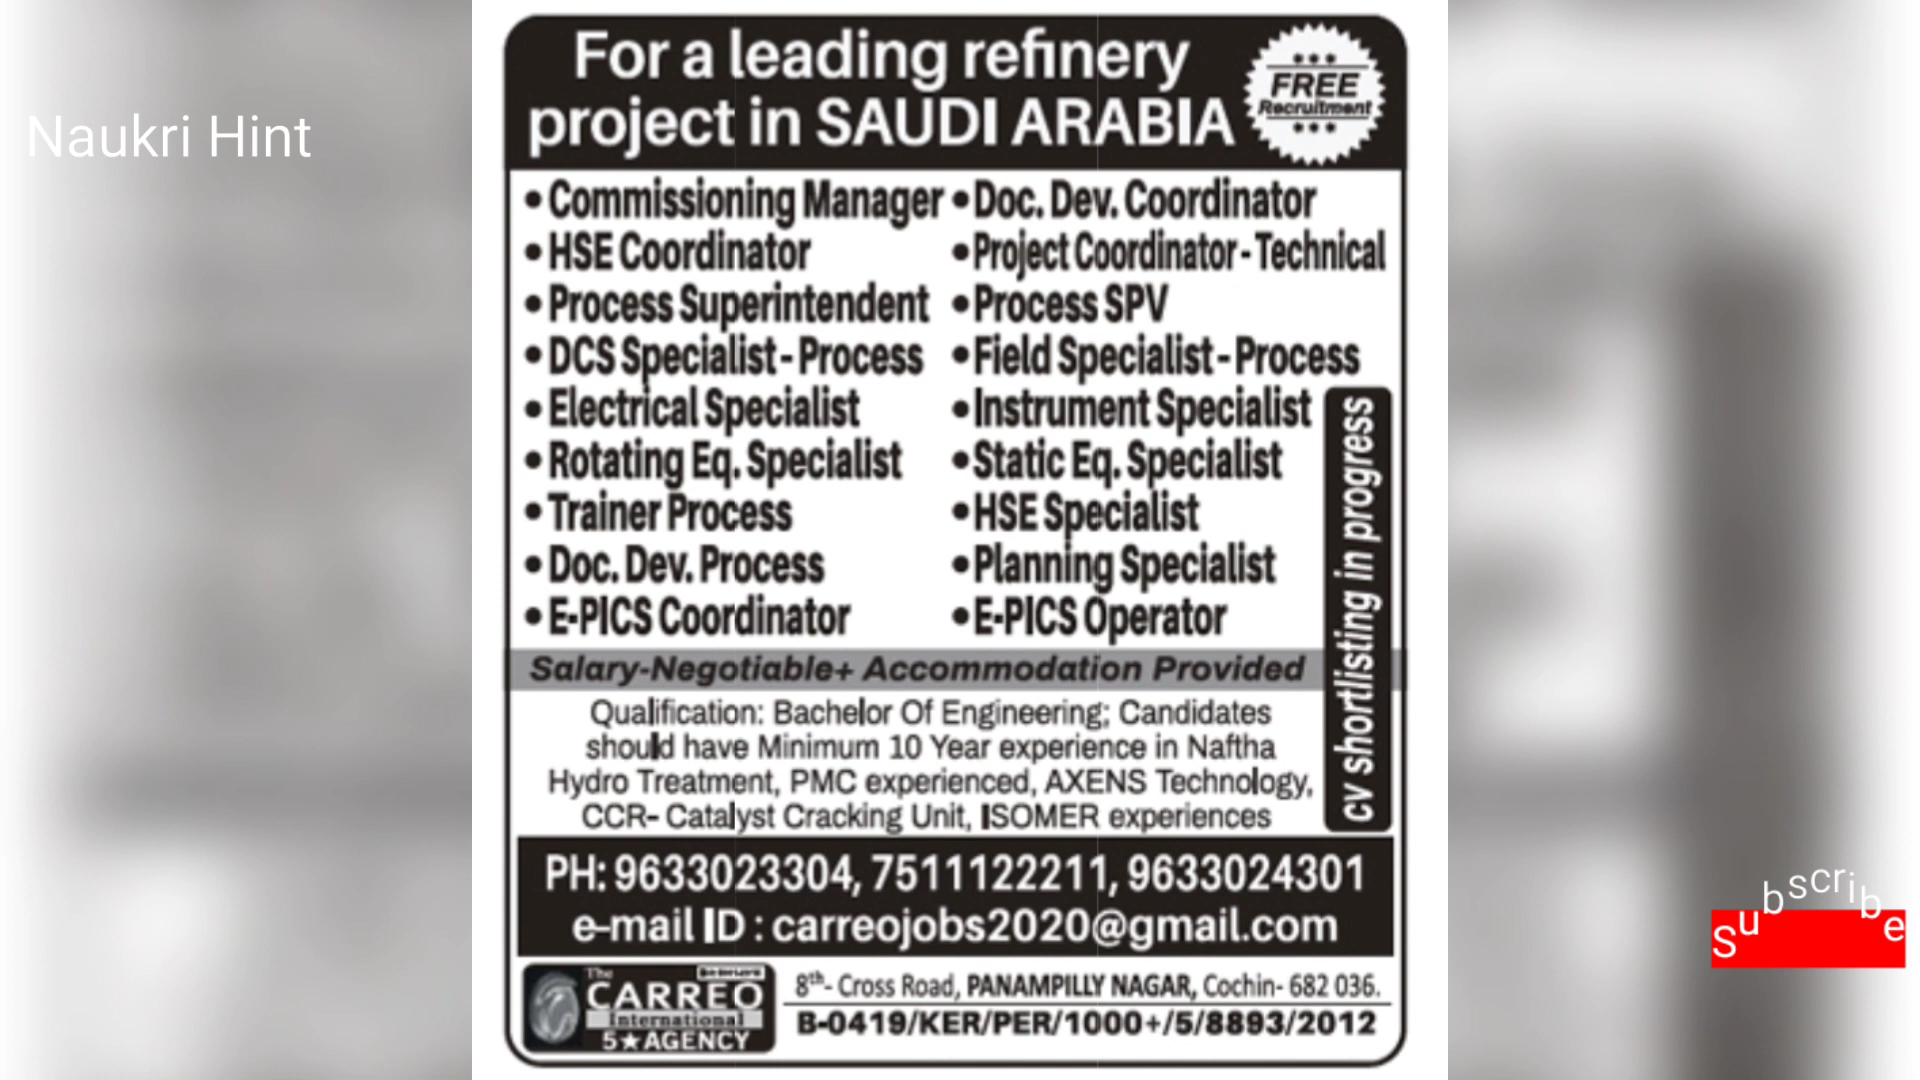 Naukri Hint
For a leading refinery
project in SAUDI ARABIA
FREE
Recruitment
• Commissioning Manager
• HSE Coordinator
• Process Superintendent
• DCS Specialist - Process
• Electrical Specialist
• Rotating Eq. Specialist
• Trainer Process
• Doc. Dev. Process
• E-PICS Coordinator
• Doc. Dev. Coordinator
• Project Coordinator - Technical
• Process SPV
• Field Specialist - Process
• Instrument Specialist
• Static Eq. Specialist
• HSE Specialist
• Planning Specialist
• E-PICS Operator
cv shortlisting in progress
Salary-Negotiable+ Accommodation Provided
Qualification: Bachelor Of Engineering; Candidates
should have Minimum 10 Year experience in Naftha
Hydro Treatment, PMC experienced, AXENS Technology,
CCR- Catalyst Cracking Unit, ISOMER experiences
PH: 9633023304, 7511122211, 9633024301
e-mail ID : carreojobs2020@gmail.com
The
CARREO
International
5★AGENCY
8th- Cross Road, PANAMPILLY NAGAR, Cochin- 682 036.
B-0419/KER/PER/1000+/5/8893/2012
Subscribe